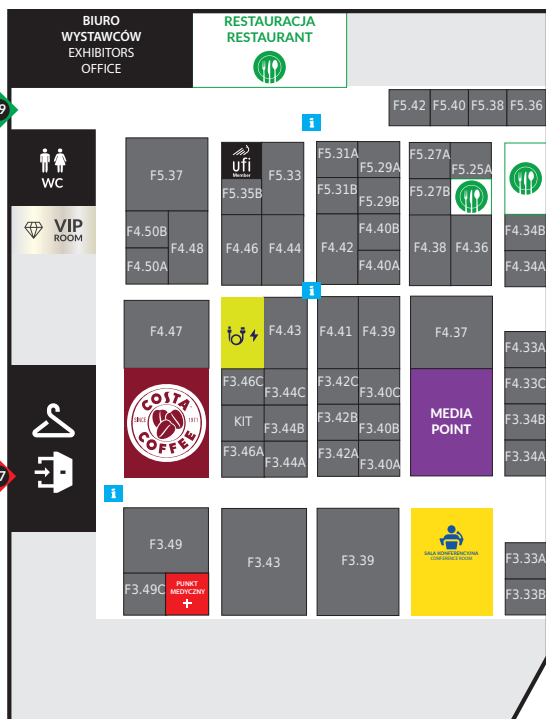 BIURO
WYSTAWCÓW
EXHIBITORS
OFFICE
RESTAURACJA
RESTAURANT
9
i
F5.42 F5.40 F5.38 F5.36
WC
VIP
ROOM
F5.37
F4.50B
F4.50A
F4.48
ufi
Member
F5.35B
F5.33
F4.46
F4.44
F5.31A
F5.29A
F5.31B
F5.29B
F4.42
F4.40B
F4.40A
F5.27A
F5.25A
F5.27B
F4.38
F4.36
F4.34B
F4.34A
i
F4.47
F4.43
F4.41
F4.39
F4.37
F4.33A
COSTA
SINCE 1971
COFFEE
F3.46C
F3.44C
KIT
F3.44B
F3.46A
F3.44A
F3.42C
F3.40C
F3.42B
F3.40B
F3.42A
F3.40A
MEDIA
POINT
F4.33C
F3.34B
F3.34A
7
i
F3.49
F3.49C
PUNKT
MEDYCZNY
F3.43
F3.39
SALA KONFERENCYJNA
CONFERENCE ROOM
F3.33A
F3.33B